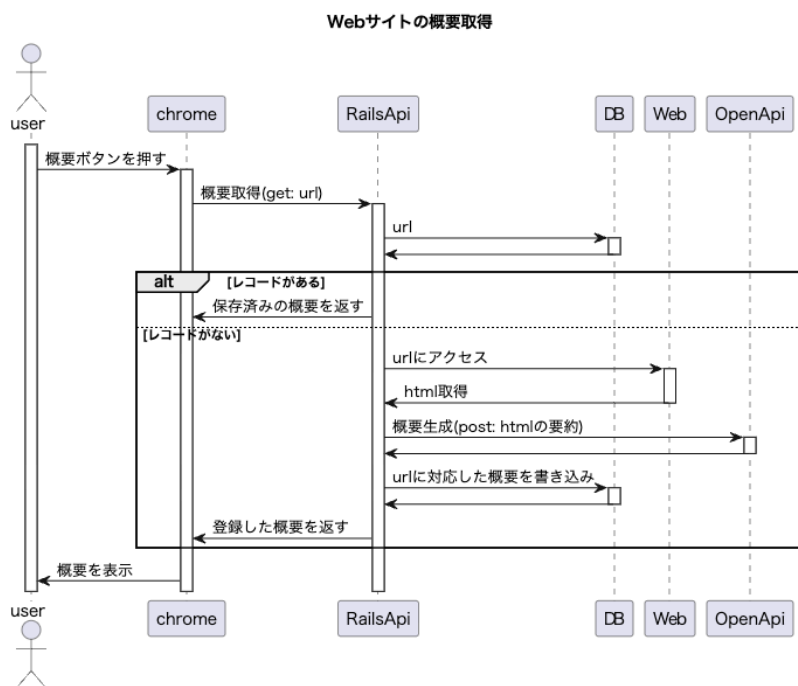 Webサイトの概要取得
user
chrome
RailsApi
DB
Web
OpenApi
概要ボタンを押す
概要取得(get: url)
url
alt
[レコードがある]
保存済みの概要を返す
[レコードがない]
urlにアクセス
html取得
概要生成(post: htmlの要約)
urlに対応した概要を書き込み
登録した概要を返す
概要を表示
user
chrome
RailsApi
DB
Web
OpenApi